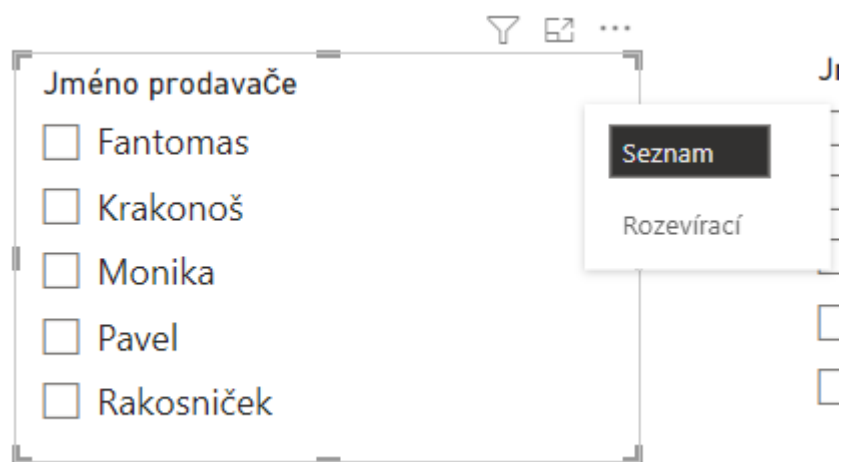 Jméno prodavače
Fantomas
Krakonoš
Monika
Pavel
Rakosniček
Seznam
Rozevírací